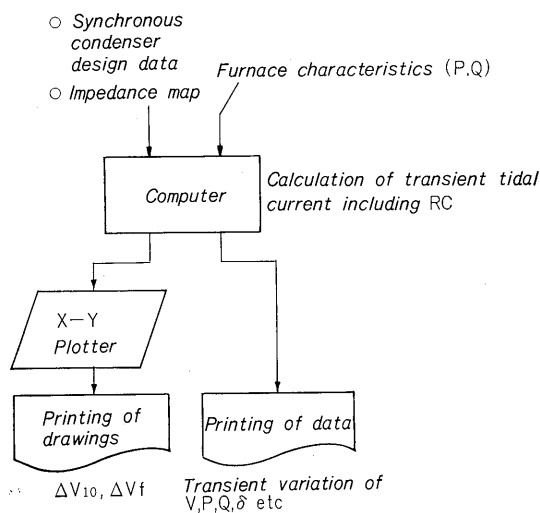 ○ Synchronous
condenser
design data
○ Impedance map
Furnace characteristics (P.Q)
Computer
Calculation of transient tidal
current including RC
X-Y
Plotter
Printing of
drawings
Printing of data
ΔV10, ΔVf
Transient variation of
V,P,Q,δ etc